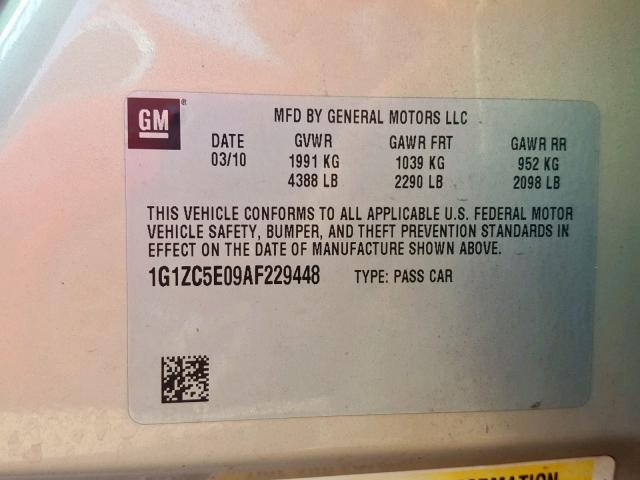 GM® MFD BY GENERAL MOTORS LLC
DATE GVWR GAWR FRT GAWR RR
03/10 1991 KG 1039 KG 952 KG
4388 LB 2290 LB 2098 LB
THIS VEHICLE CONFORMS TO ALL APPLICABLE U.S. FEDERAL MOTOR
VEHICLE SAFETY, BUMPER, AND THEFT PREVENTION STANDARDS IN
EFFECT ON THE DATE OF MANUFACTURE SHOWN ABOVE.
1G1ZC5E09AF229448 TYPE: PASS CAR